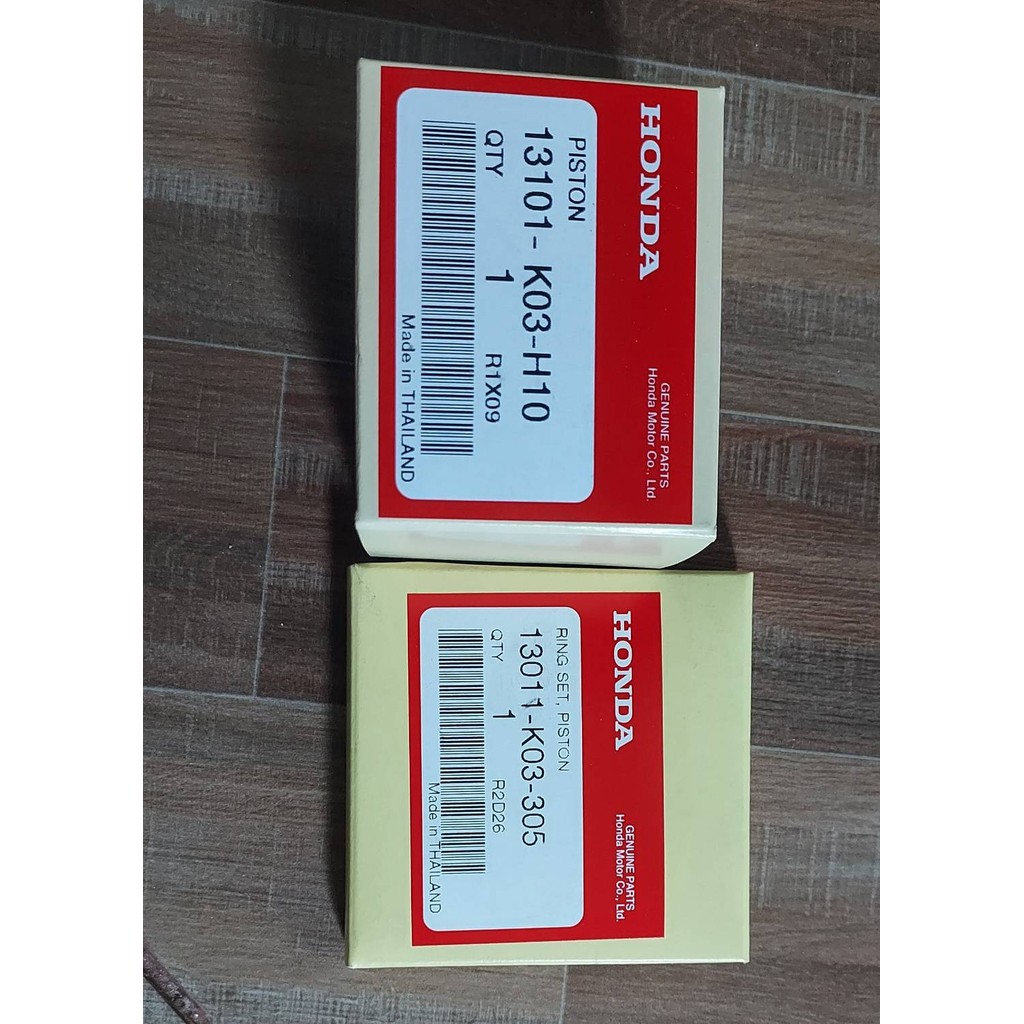 HONDA
GENUINE PARTS
Honda Motor Co., Ltd.
PISTON
13101- K03-H10
QTY 1 R1X09
Made in THAILAND
HONDA
GENUINE PARTS
Honda Motor Co., Ltd.
RING SET, PISTON
13011-K03-305
QTY 1 R2D26
Made in THAILAND